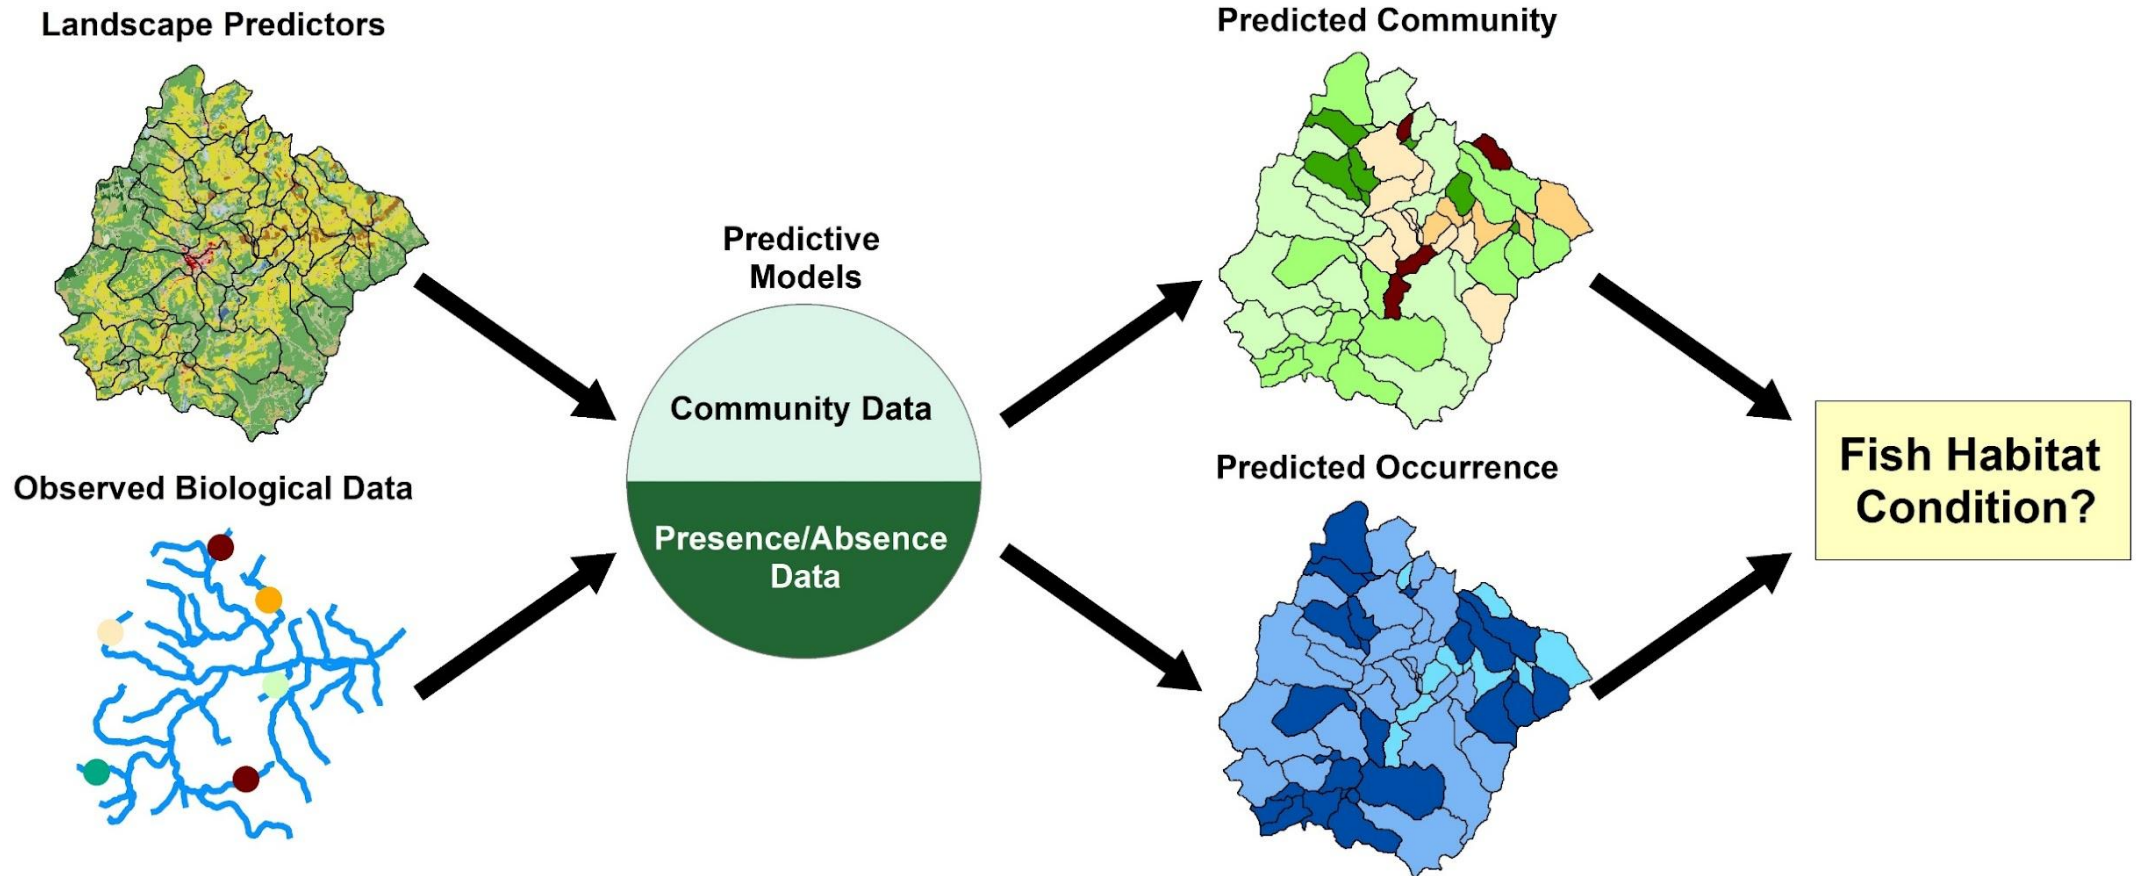 Landscape Predictors
Observed Biological Data
Predictive
Models
Community Data
Presence/Absence
Data
Predicted Community
Predicted Occurrence
Fish Habitat
Condition?